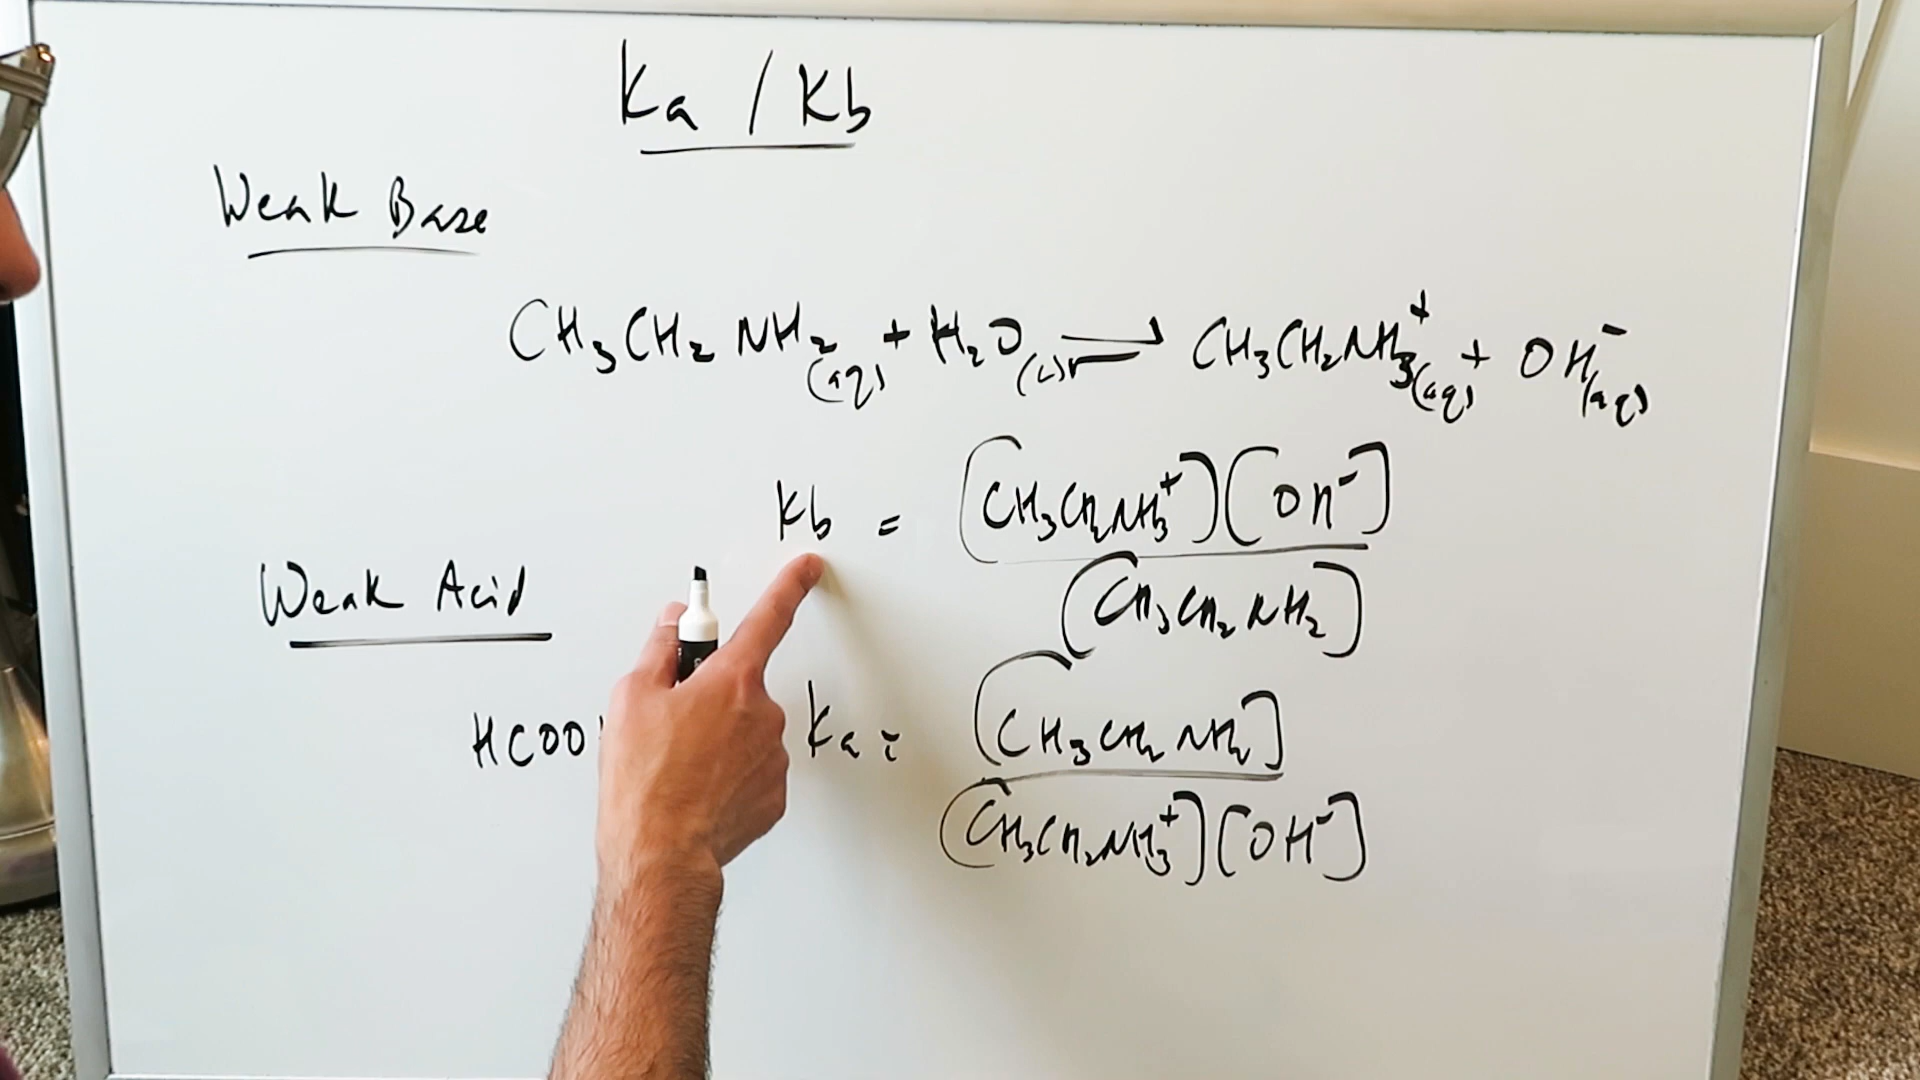 Ka / Kb
Weak Base
CH₃CH₂NH₂(aq) + H₂O(l) ⇌ CH₃CH₂NH₃⁺(aq) + OH⁻(aq)
Kb = [CH₃CH₂NH₃⁺][OH⁻]
[CH₃CH₂NH₂]
Weak Acid
HCOO
Ka = [CH₃CH₂NH₂]
[CH₃CH₂NH₃⁺][OH⁻]